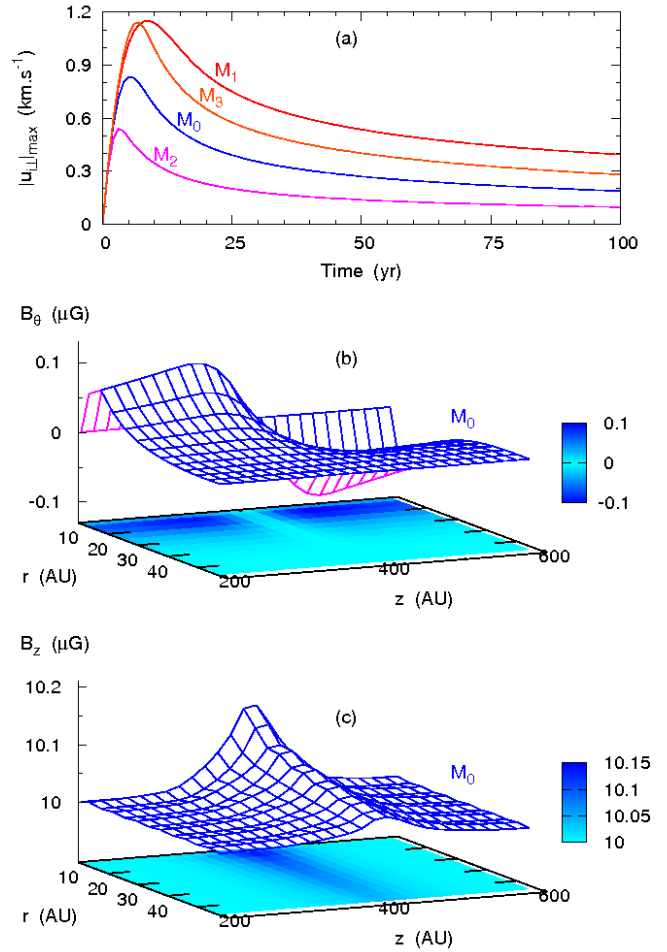 1.2
(a)
0.9
0.6
0.3
0
|u⊥|max (km.s⁻¹)
M₁
M₃
M₀
M₂
0 25 50 75 100
Time (yr)
B_θ (μG)
(b)
0.1
0
-0.1
M₀
0.1
0
-0.1
10
20
30
40
r (AU)
200
400
600
z (AU)
B_z (μG)
10.2
(c)
10.1
10
M₀
10.15
10.1
10.05
10
10
20
30
40
r (AU)
200
400
600
z (AU)